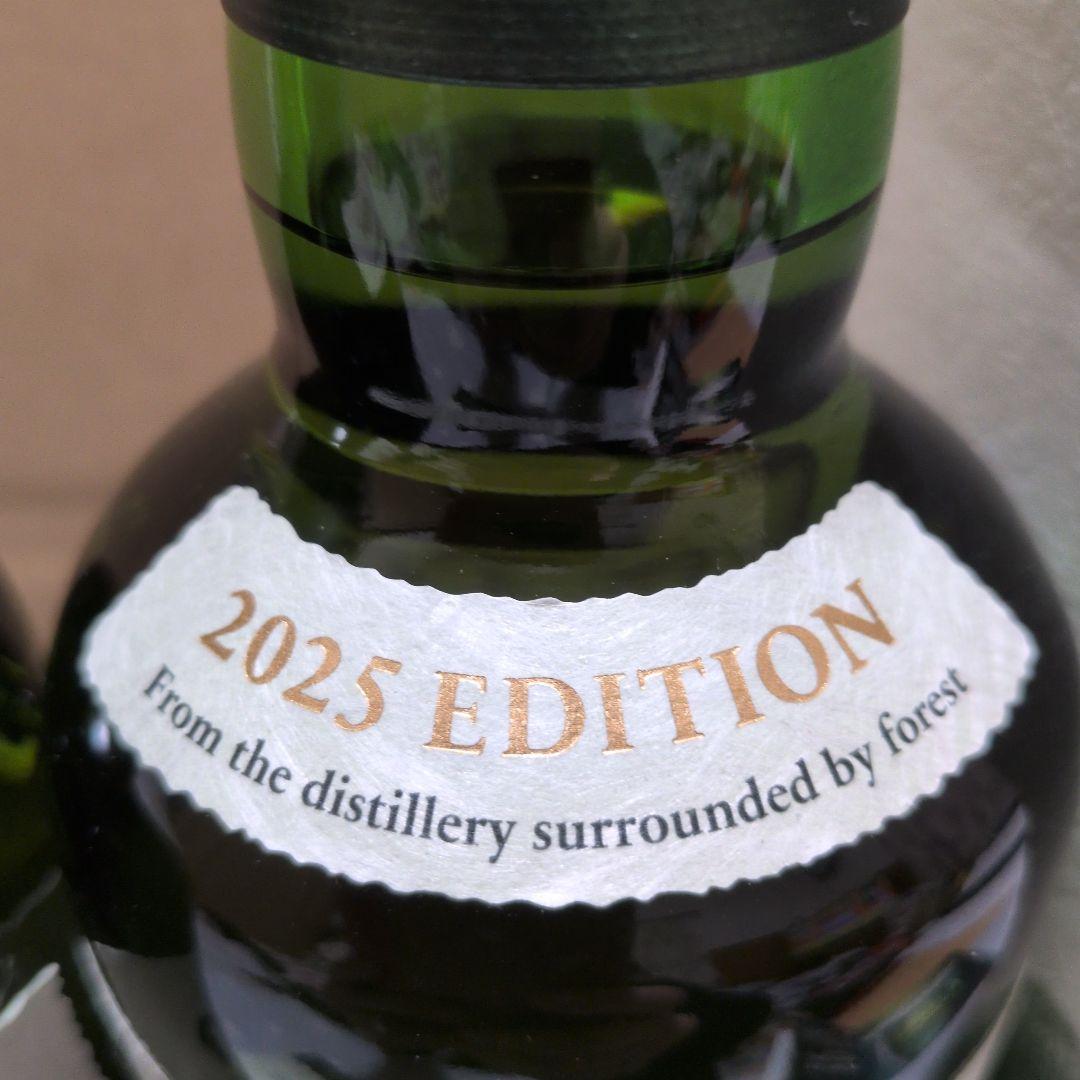 2025 EDITION
From the distillery surrounded by forest